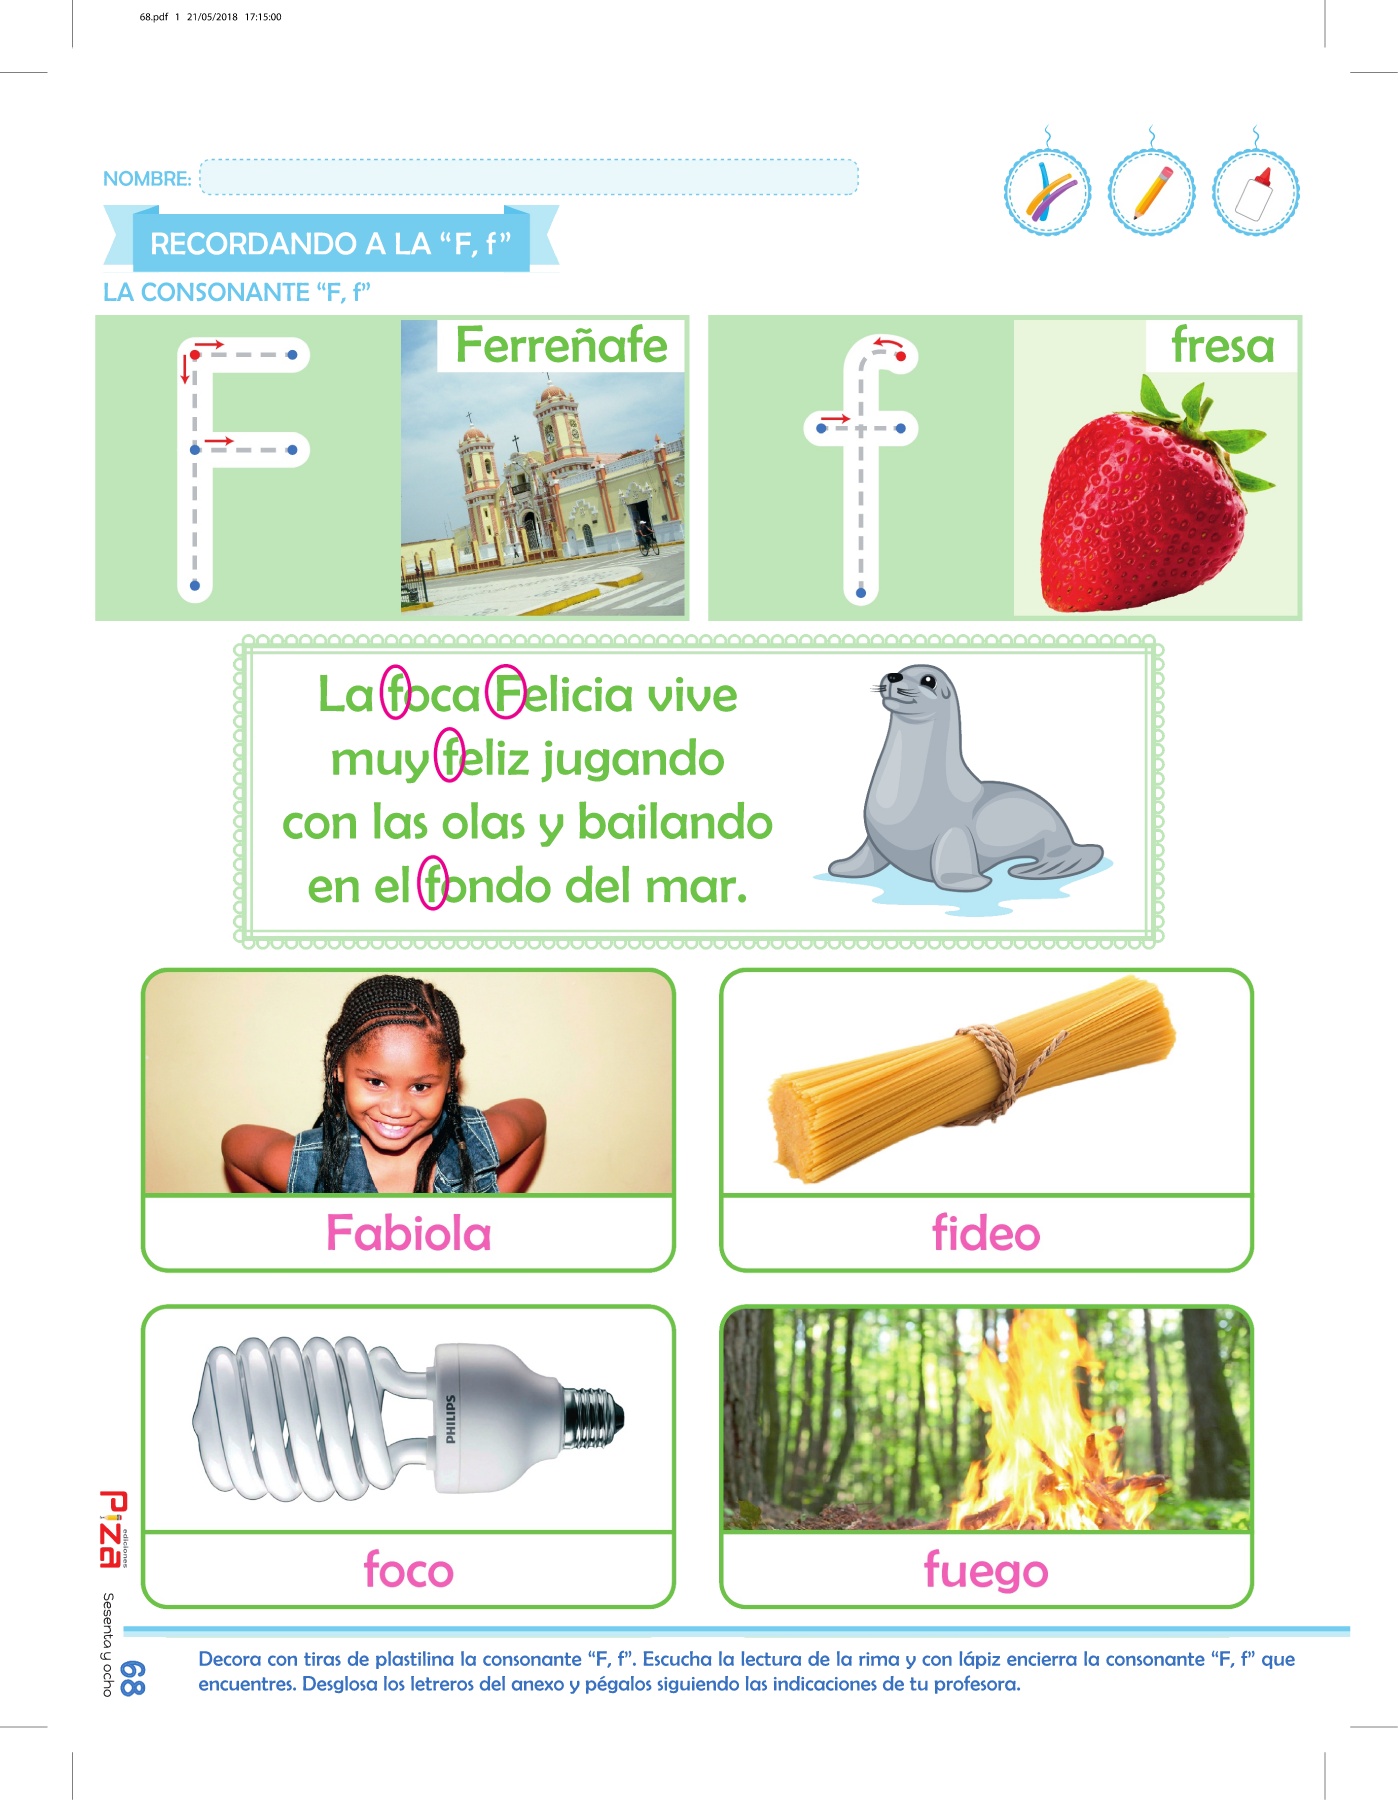 68.pdf 1 21/05/2018 17:15:00
NOMBRE:
RECORDANDO A LA “F, f”
LA CONSONANTE “F, f”
Ferreñafe
fresa
La foca Felicia vive
muy feliz jugando
con las olas y bailando
en el fondo del mar.
Fabiola
fideo
PHILIPS
foco
fuego
Piza
ediciones
Sesenta y ocho
68
Decora con tiras de plastilina la consonante “F, f”. Escucha la lectura de la rima y con lápiz encierra la consonante “F, f” que
encuentres. Desglosa los letreros del anexo y pégalos siguiendo las indicaciones de tu profesora.